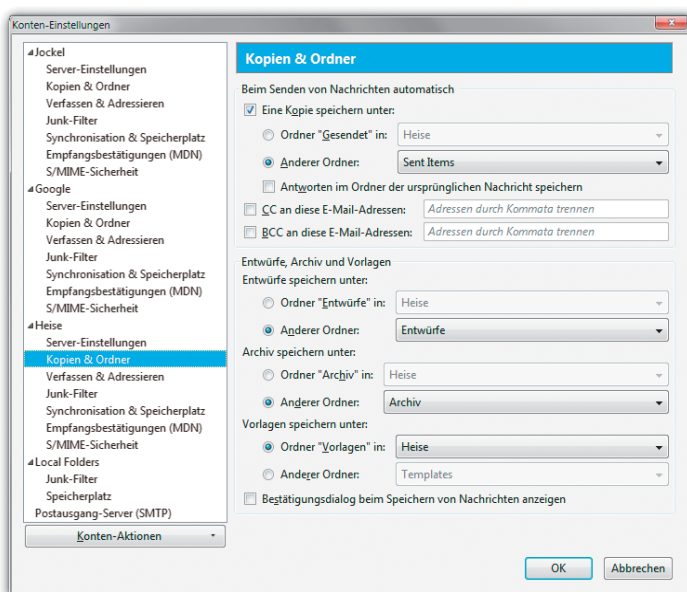 Konten-Einstellungen
Jockel
Server-Einstellungen
Kopien & Ordner
Verfassen & Adressieren
Junk-Filter
Synchronisation & Speicherplatz
Empfangsbestätigungen (MDN)
S/MIME-Sicherheit
Google
Server-Einstellungen
Kopien & Ordner
Verfassen & Adressieren
Junk-Filter
Synchronisation & Speicherplatz
Empfangsbestätigungen (MDN)
S/MIME-Sicherheit
Heise
Server-Einstellungen
Kopien & Ordner
Verfassen & Adressieren
Junk-Filter
Synchronisation & Speicherplatz
Empfangsbestätigungen (MDN)
S/MIME-Sicherheit
Local Folders
Junk-Filter
Speicherplatz
Postausgang-Server (SMTP)
Konten-Aktionen
Kopien & Ordner
Beim Senden von Nachrichten automatisch
Eine Kopie speichern unter:
Ordner "Gesendet" in: Heise
Anderer Ordner: Sent Items
Antworten im Ordner der ursprünglichen Nachricht speichern
CC an diese E-Mail-Adressen: Adressen durch Kommata trennen
BCC an diese E-Mail-Adressen: Adressen durch Kommata trennen
Entwürfe, Archiv und Vorlagen
Entwürfe speichern unter:
Ordner "Entwürfe" in: Heise
Anderer Ordner: Entwürfe
Archiv speichern unter:
Ordner "Archiv" in: Heise
Anderer Ordner: Archiv
Vorlagen speichern unter:
Ordner "Vorlagen" in: Heise
Anderer Ordner: Templates
Bestätigungsdialog beim Speichern von Nachrichten anzeigen
OK Abbrechen